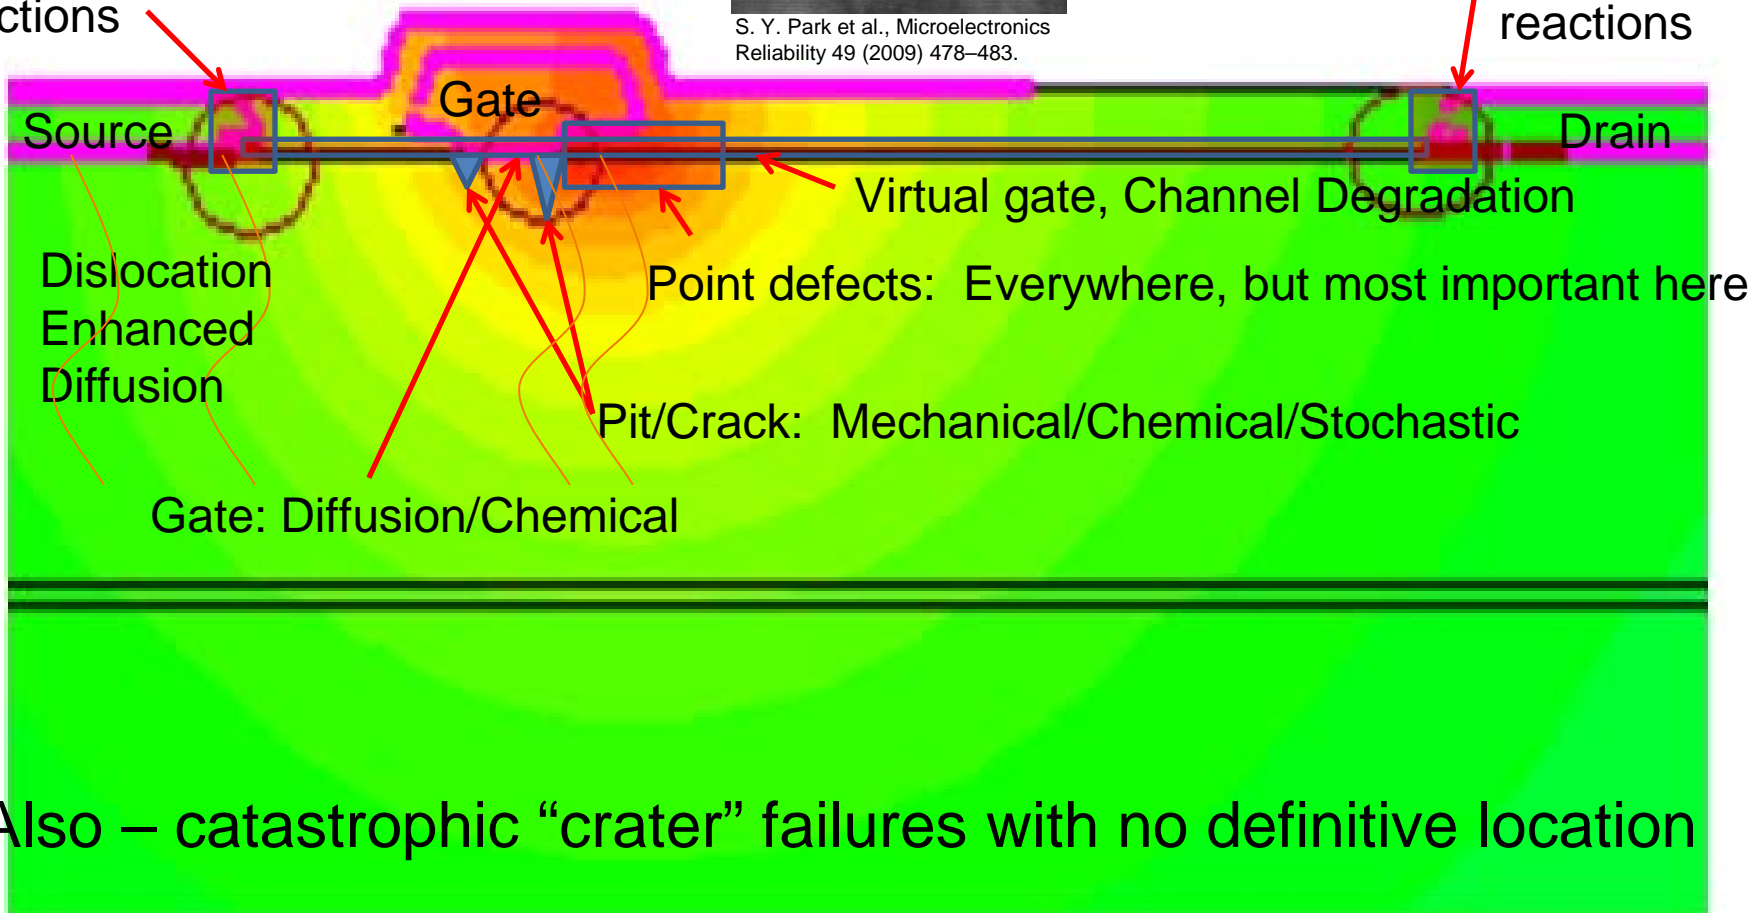 ctions
S. Y. Park et al., Microelectronics
Reliability 49 (2009) 478–483.
reactions
Gate
Source
Drain
Virtual gate, Channel Degradation
Dislocation
Enhanced
Diffusion
Point defects:  Everywhere, but most important here
Pit/Crack:  Mechanical/Chemical/Stochastic
Gate: Diffusion/Chemical
Also – catastrophic “crater” failures with no definitive location